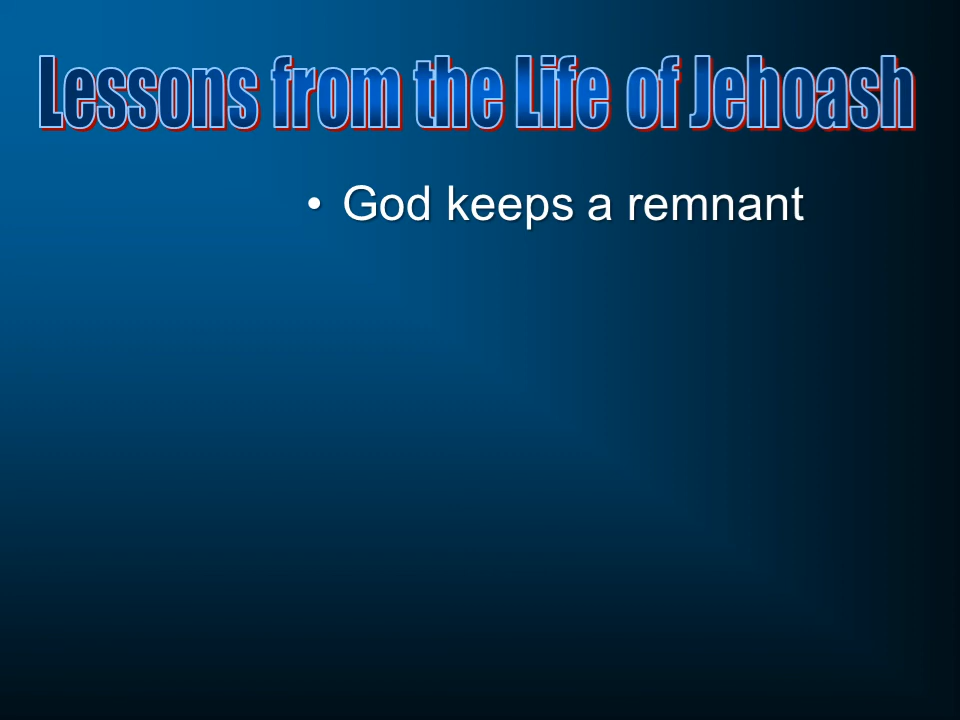 Lessons from the Life of Jehoash
• God keeps a remnant